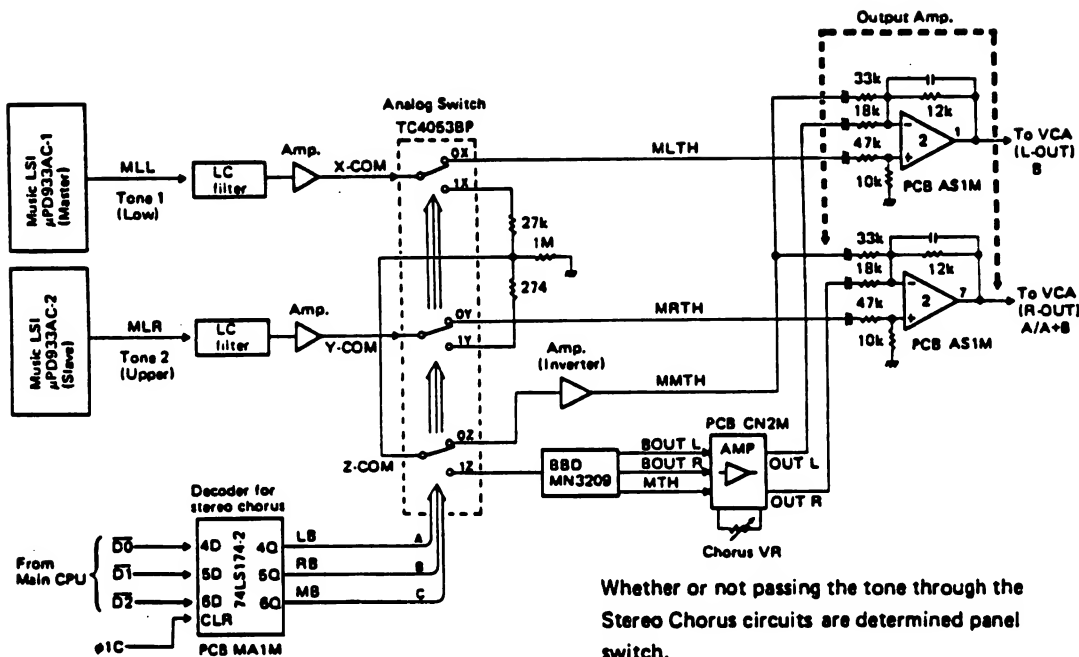 Output Amp.
33k
18k
12k
47k
10k
2
1
PCB AS1M
To VCA
(L-OUT)
B
Analog Switch
TC4053BP
Music LSI
μPD933AC-1
(Master)
MLL
Tone 1
(Low)
LC
filter
Amp.
X-COM
0X
1X
MLTH
27k
1M
274
33k
18k
12k
47k
10k
2
7
PCB AS1M
To VCA
(R-OUT)
A/A+B
Music LSI
μPD933AC-2
(Slave)
MLR
Tone 2
(Upper)
LC
filter
Amp.
Y-COM
0Y
1Y
MRTH
Amp.
(Inverter)
MMTH
Z-COM
0Z
1Z
BBD
MN3209
BOUT L
BOUT R
MTH
PCB CN2M
AMP
OUT L
OUT R
Chorus VR
Decoder for
stereo chorus
From
Main CPU
D0
D1
D2
ø1C
4D
5D
6D
CLR
74LS174-2
4Q
5Q
6Q
LB
RB
MB
A
B
C
PCB MA1M
Whether or not passing the tone through the
Stereo Chorus circuits are determined panel
switch.